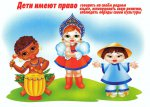 Дети имеют право
говорить на своём родном
языке, исповедовать свою религию,
соблюдать обряды своей культуры